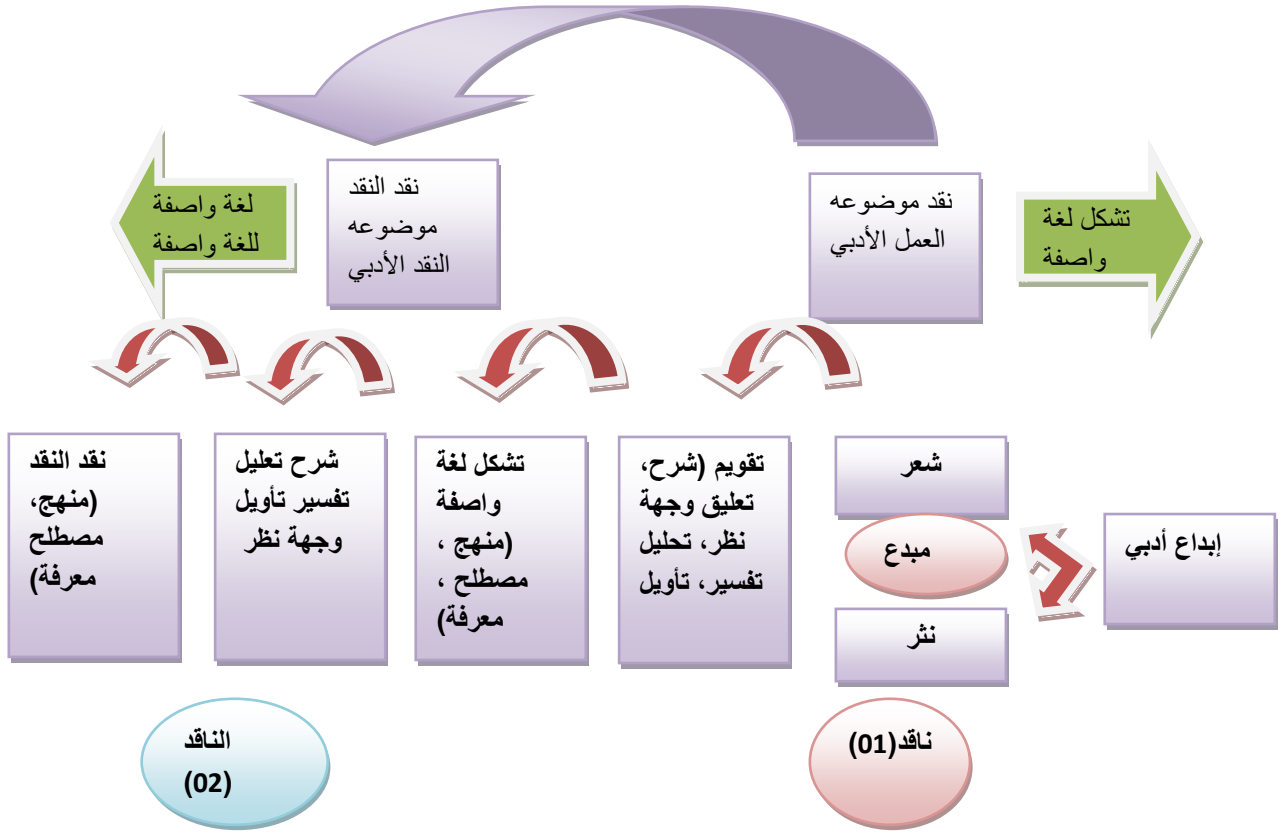 تشكل لغة
واصفة
نقد موضوعه
العمل الأدبي
نقد النقد
موضوعه
النقد الأدبي
لغة واصفة
للغة واصفة
إبداع أدبي
شعر
مبدع
نثر
تقويم (شرح،
تعليق وجهة
نظر، تحليل
تفسير، تأويل
تشكل لغة
واصفة
(منهج ،
مصطلح ،
معرفة)
شرح تعليل
تفسير تأويل
وجهة نظر
نقد النقد
(منهج،
مصطلح
معرفة)
ناقد(01)
الناقد
(02)